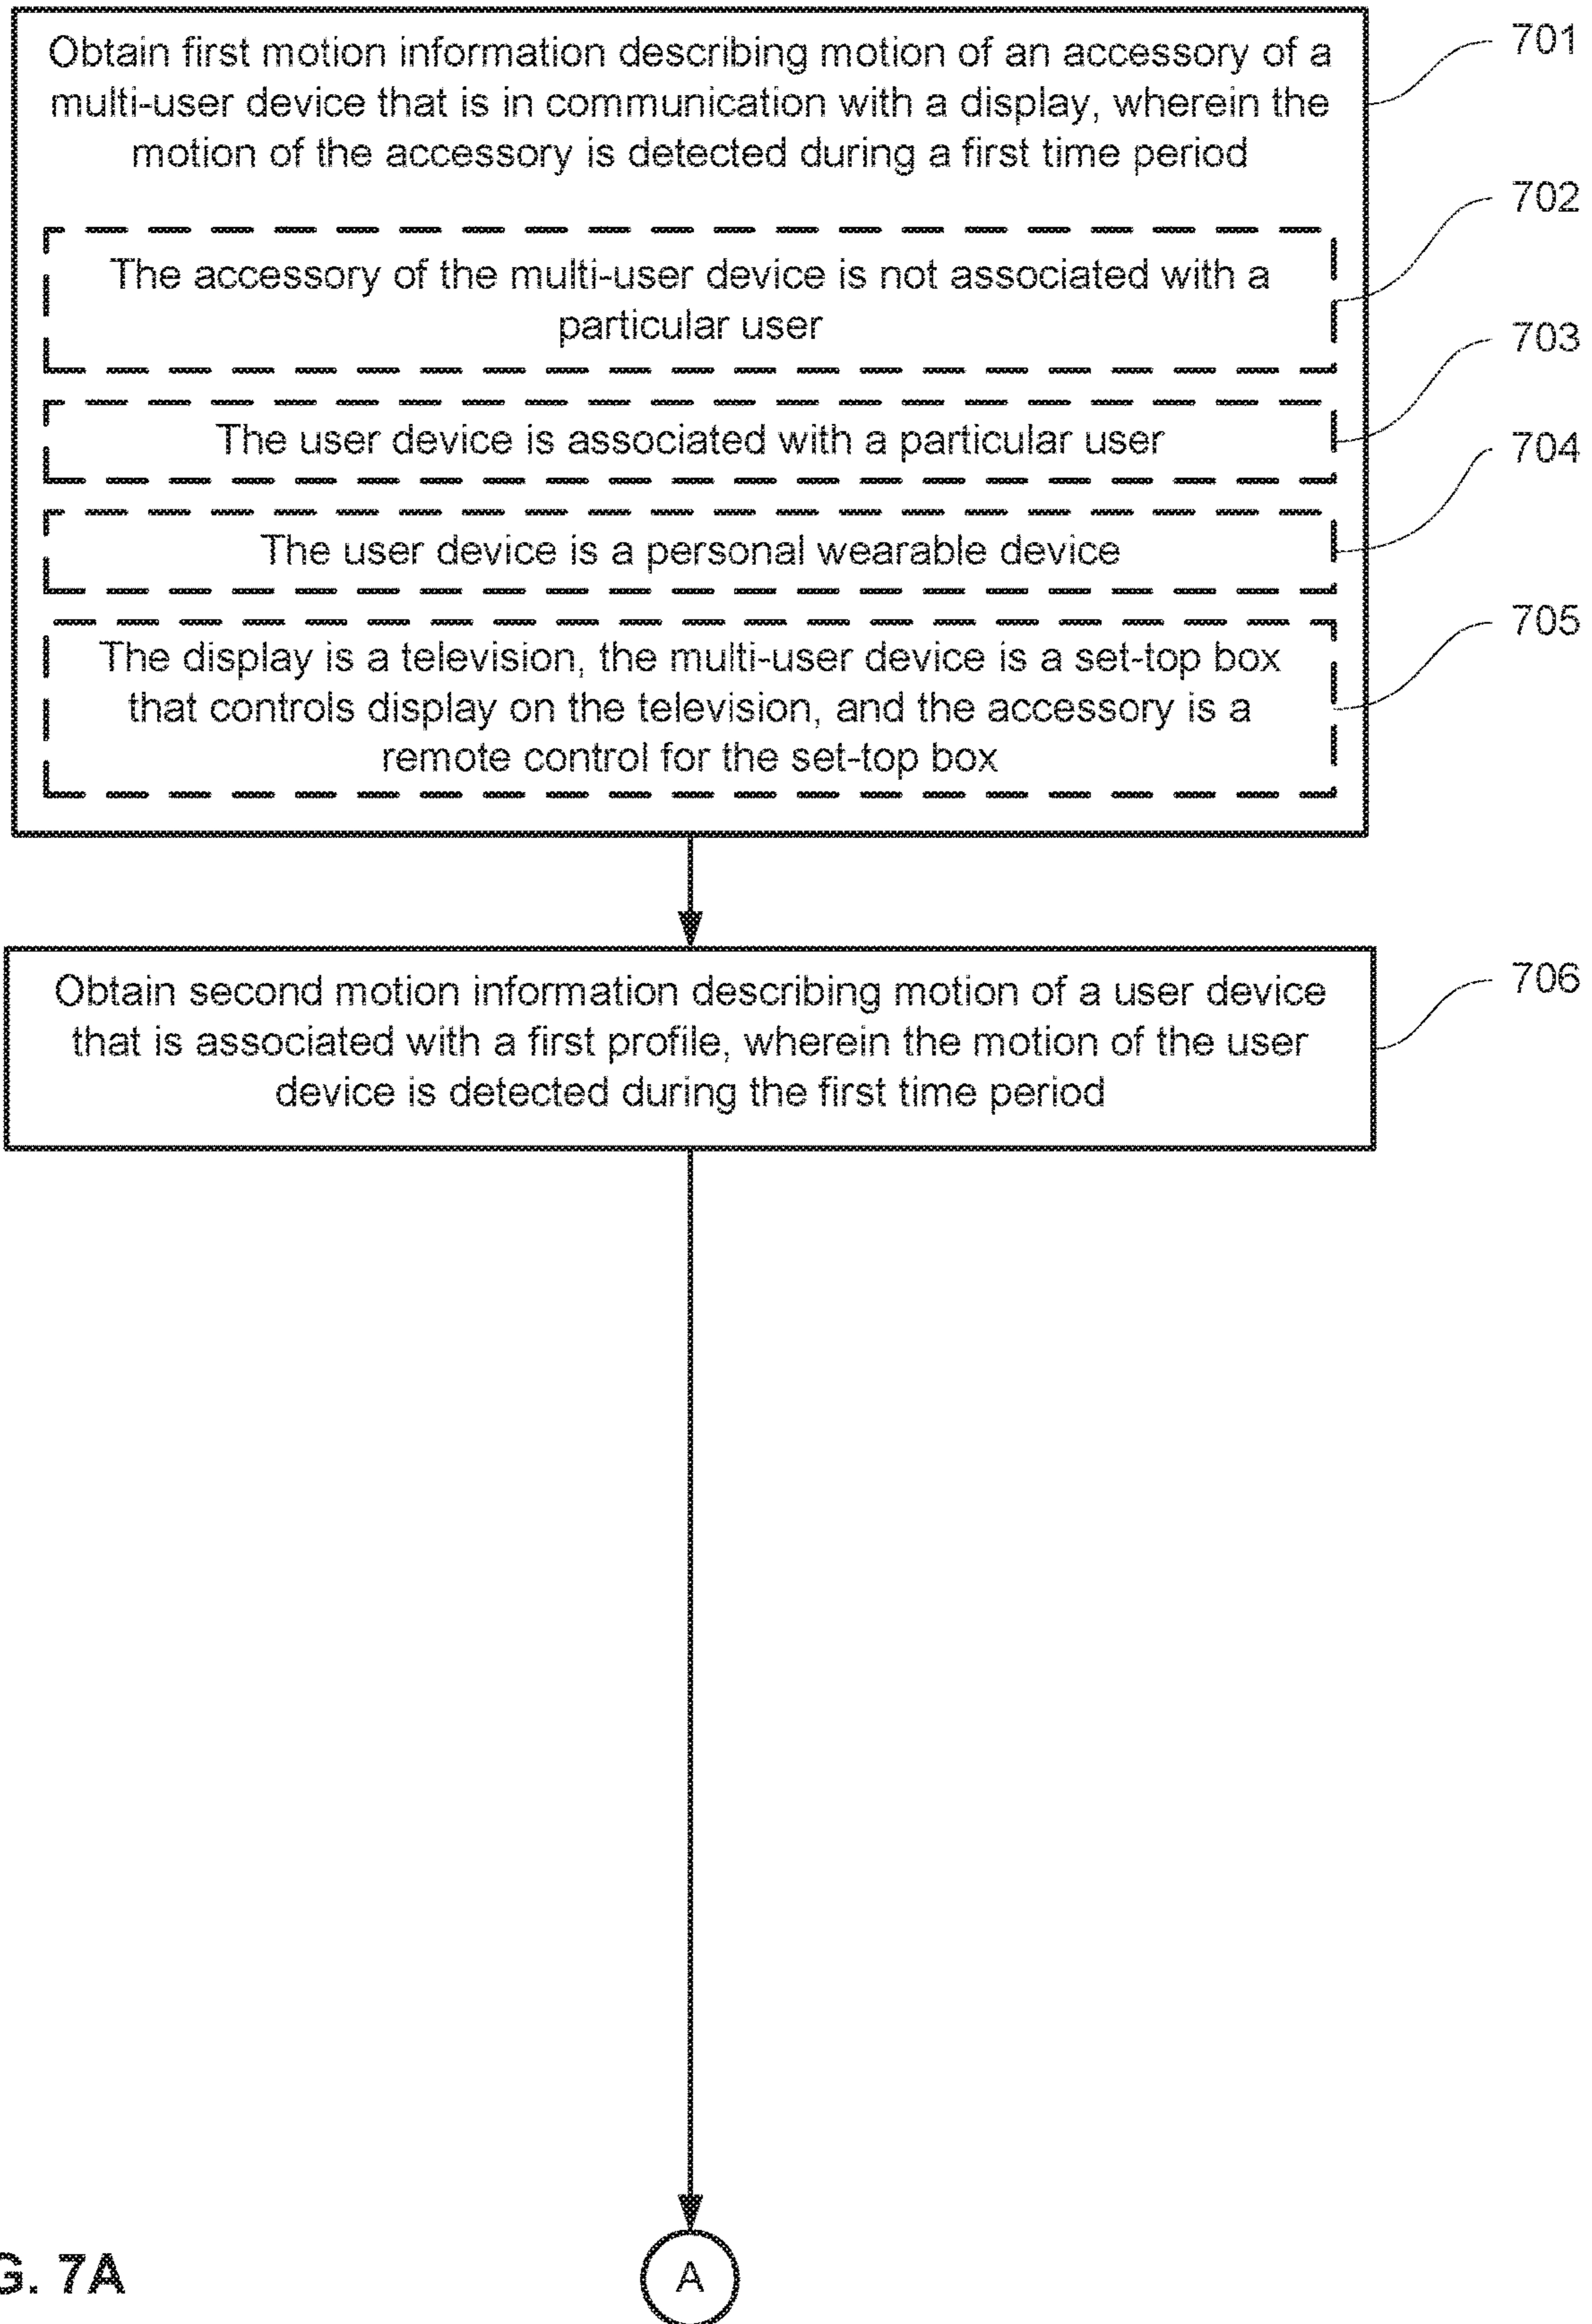 Obtain first motion information describing motion of an accessory of a
multi-user device that is in communication with a display, wherein the
motion of the accessory is detected during a first time period
701
The accessory of the multi-user device is not associated with a
particular user
702
The user device is associated with a particular user
703
The user device is a personal wearable device
704
The display is a television, the multi-user device is a set-top box
that controls display on the television, and the accessory is a
remote control for the set-top box
705
Obtain second motion information describing motion of a user device
that is associated with a first profile, wherein the motion of the user
device is detected during the first time period
706
A
G. 7A